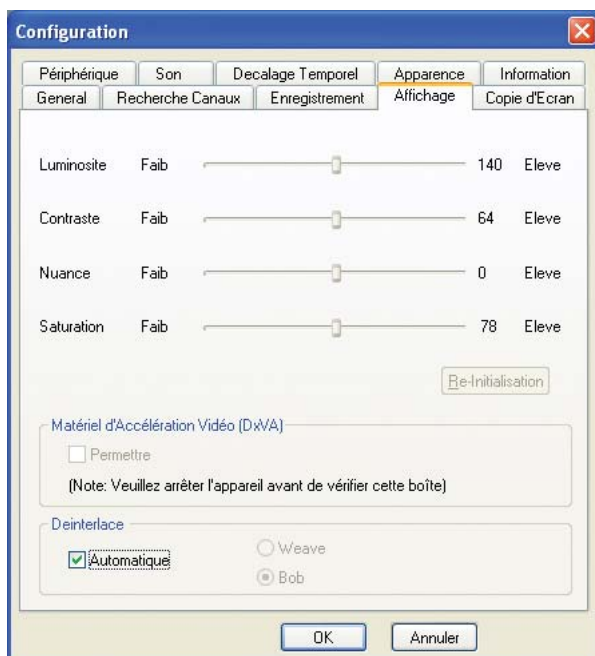 Configuration
Périphérique Son Decalage Temporel Apparence Information
General Recherche Canaux Enregistrement Affichage Copie d'Ecran
Luminosite Faib 140 Eleve
Contraste Faib 64 Eleve
Nuance Faib 0 Eleve
Saturation Faib 78 Eleve
Re-Initialisation
Matériel d'Accélération Vidéo (DxVA)
Permettre
(Note: Veuillez arrêter l'appareil avant de vérifier cette boîte)
Deinterlace
Automatique
Weave
Bob
OK Annuler